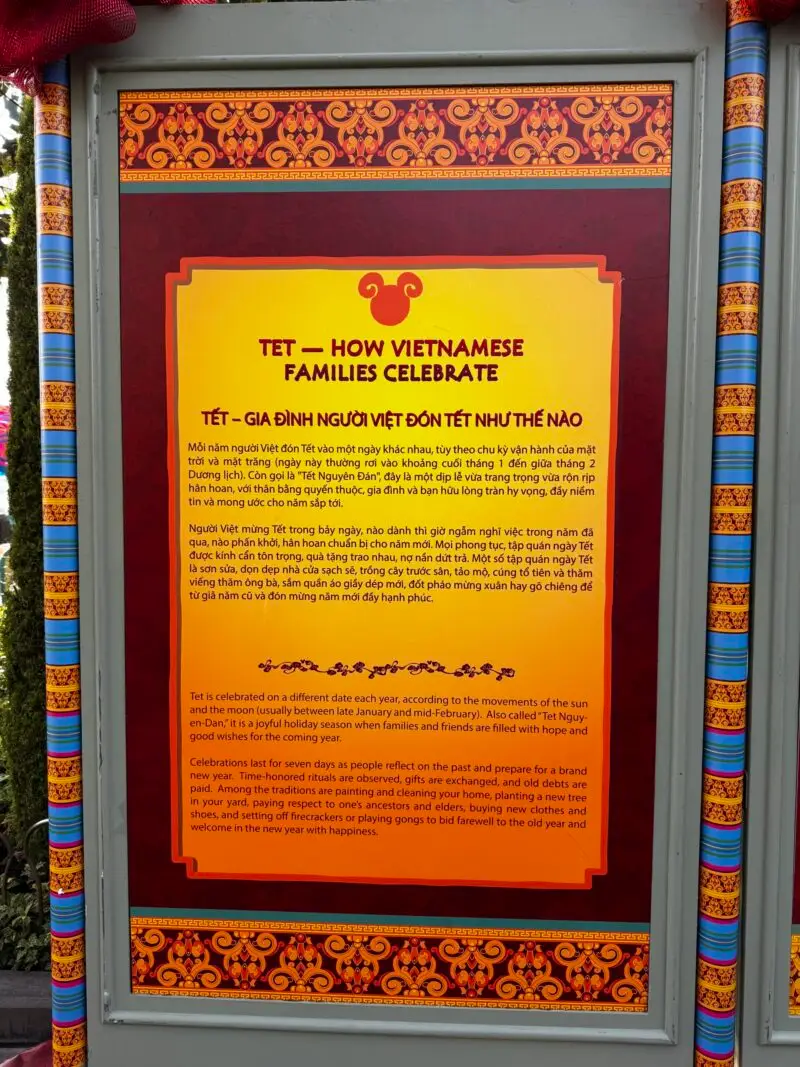 TET — HOW VIETNAMESE
FAMILIES CELEBRATE
TẾT – GIA ĐÌNH NGƯỜI VIỆT ĐÓN TẾT NHƯ THẾ NÀO
Mỗi năm người Việt đón Tết vào một ngày khác nhau, tùy theo chu kỳ vận hành của mặt
trời và mặt trăng (ngày này thường rơi vào khoảng cuối tháng 1 đến giữa tháng 2
Dương lịch). Còn gọi là "Tết Nguyên Đán", đây là một dịp lễ vừa trang trọng vừa rộn rịp
hân hoan, với thân bằng quyến thuộc, gia đình và bạn hữu lòng tràn hy vọng, đầy niềm
tin và mong ước cho năm sắp tới.
Người Việt mừng Tết trong bảy ngày, nào dành thì giờ ngẫm nghĩ việc trong năm đã
qua, nào phấn khởi, hân hoan chuẩn bị cho năm mới. Mọi phong tục, tập quán ngày Tết
được kính cẩn tôn trọng, quà tặng trao nhau, nợ nần dứt trả. Một số tập quán ngày Tết
là sơn sửa, dọn dẹp nhà cửa sạch sẽ, trồng cây trước sân, tảo mộ, cúng tổ tiên và thăm
viếng thăm ông bà, sắm quần áo giầy dép mới, đốt pháo mừng xuân hay gõ chiêng để
từ giã năm cũ và đón mừng năm mới đầy hạnh phúc.
Tet is celebrated on a different date each year, according to the movements of the sun
and the moon (usually between late January and mid-February). Also called "Tet Nguy-
en-Dan," it is a joyful holiday season when families and friends are filled with hope and
good wishes for the coming year.
Celebrations last for seven days as people reflect on the past and prepare for a brand
new year. Time-honored rituals are observed, gifts are exchanged, and old debts are
paid. Among the traditions are painting and cleaning your home, planting a new tree
in your yard, paying respect to one's ancestors and elders, buying new clothes and
shoes, and setting off firecrackers or playing gongs to bid farewell to the old year and
welcome in the new year with happiness.